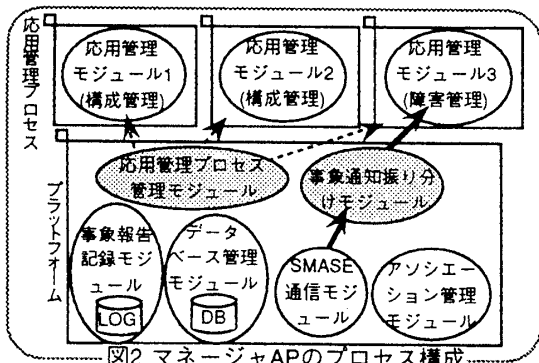 応用管理プロセス
応用管理
モジュール1
(構成管理)
応用管理
モジュール2
(構成管理)
応用管理
モジュール3
(障害管理)
プラットフォーム
応用管理プロセス
管理モジュール
事象通知振り分
けモジュール
事象報告
記録モジ
ュール
LOG
データ
ベース管理
モジュール
DB
SMASE
通信モジ
ュール
アソシエー
ション管理
モジュール
図2 マネージャAPのプロセス構成